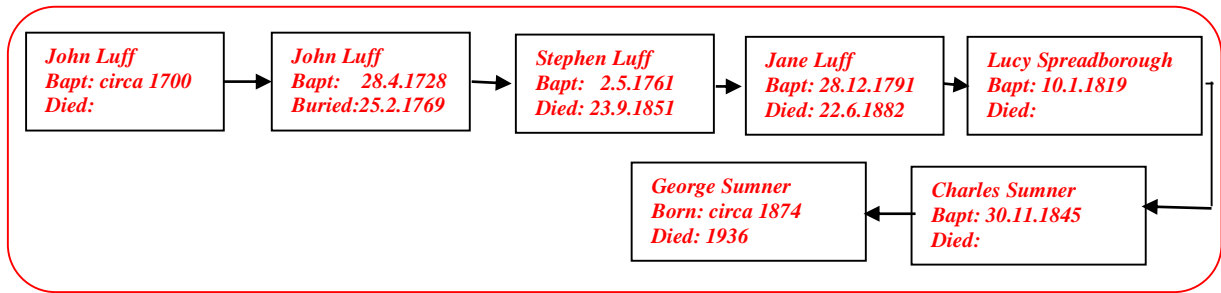 John Luff
Bapt: circa 1700
Died:
John Luff
Bapt: 28.4.1728
Buried:25.2.1769
Stephen Luff
Bapt: 2.5.1761
Died: 23.9.1851
Jane Luff
Bapt: 28.12.1791
Died: 22.6.1882
Lucy Spreadborough
Bapt: 10.1.1819
Died:
Charles Sumner
Bapt: 30.11.1845
Died:
George Sumner
Born: circa 1874
Died: 1936